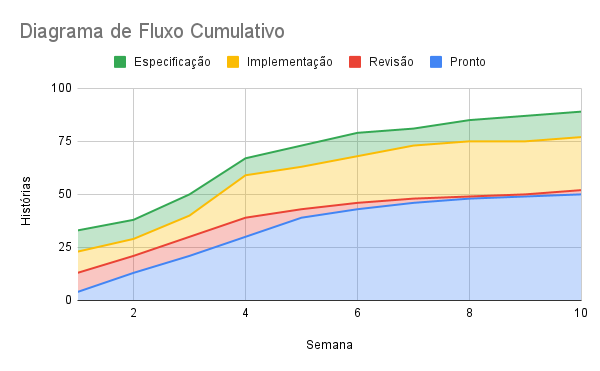 Diagrama de Fluxo Cumulativo
Especificação Implementação Revisão Pronto
100
75
50
25
0
Histórias
2 4 6 8 10
Semana